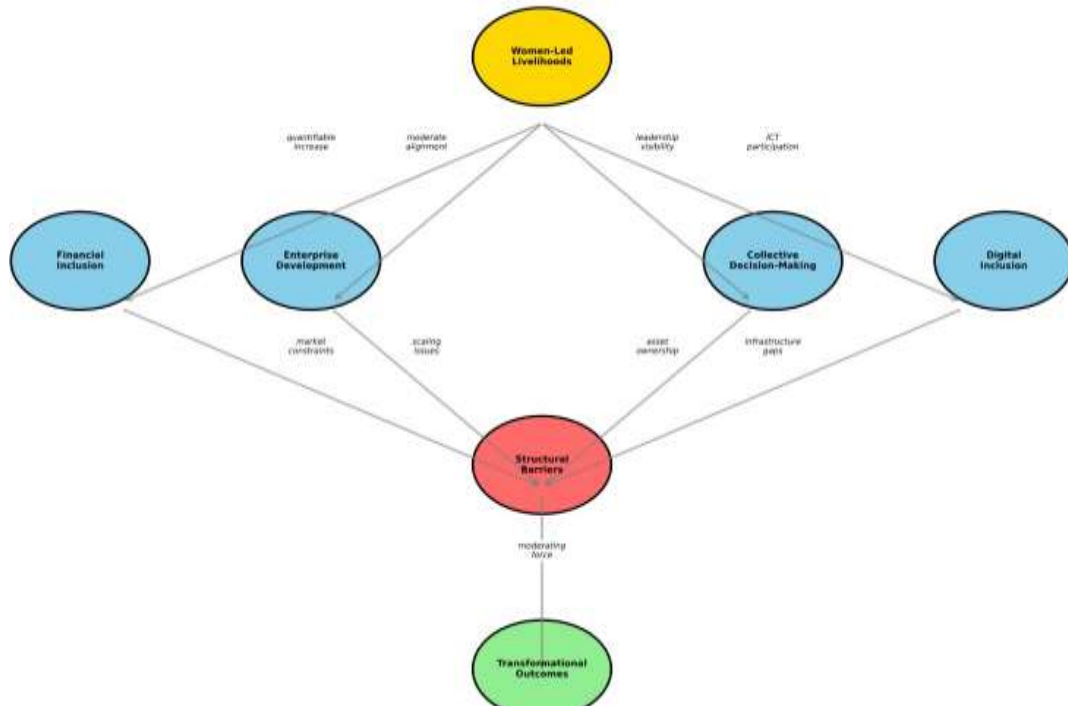 Women-Led
Livelihoods
quantifiable
increase
moderate
alignment
leadership
visibility
ICT
participation
Financial
Inclusion
Enterprise
Development
Collective
Decision-Making
Digital
Inclusion
market
constraints
scaling
issues
asset
ownership
infrastructure
gaps
Structural
Barriers
moderating
force
Transformational
Outcomes